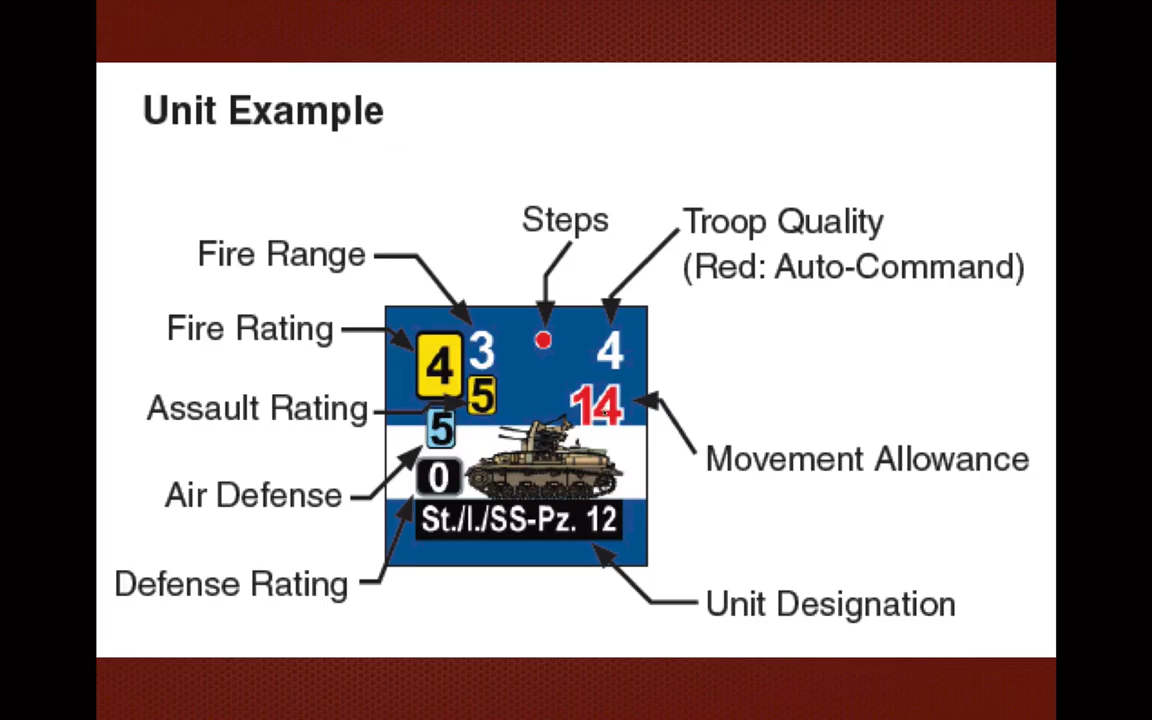 Unit Example
Steps
Troop Quality
(Red: Auto-Command)
Fire Range
Fire Rating
Assault Rating
Air Defense
Defense Rating
3
4
4
5
14
5
0
St./I./SS-Pz. 12
Movement Allowance
Unit Designation